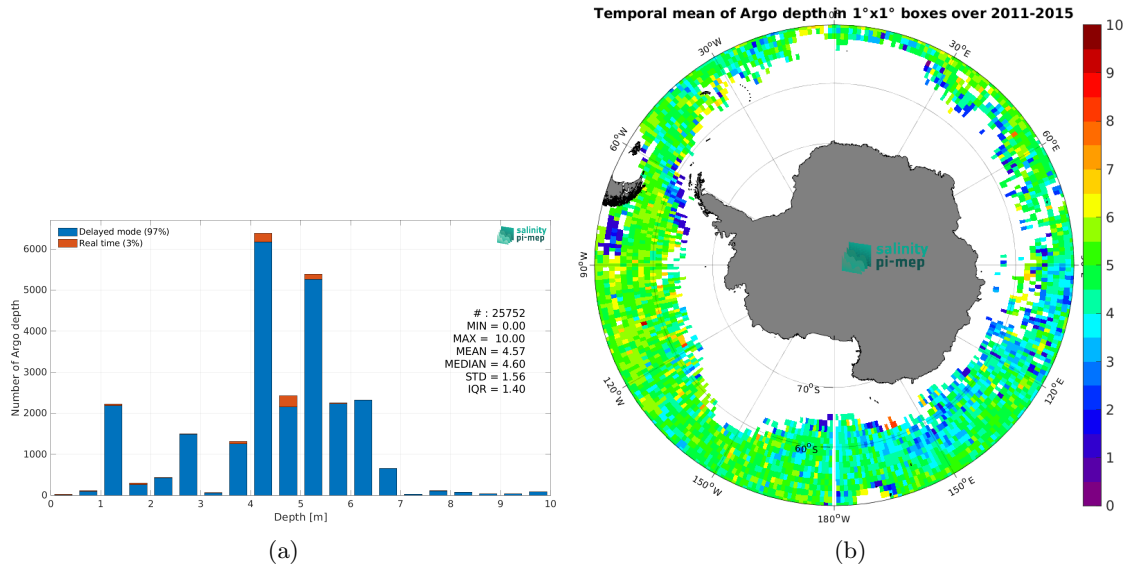 Delayed mode (97%)
Real time (3%)
salinity
pi-mep
6000
5000
4000
3000
2000
1000
0
Number of Argo depth
# : 25752
MIN = 0.00
MAX = 10.00
MEAN = 4.57
MEDIAN = 4.60
STD = 1.56
IQR = 1.40
0 1 2 3 4 5 6 7 8 9 10
Depth [m]
(a)
Temporal mean of Argo depth in 1°x1° boxes over 2011-2015
30°W
30°E
60°W
60°E
90°W
salinity
pi-mep
120°W
120°E
70°S
60°S
150°W
150°E
180°W
10
9
8
7
6
5
4
3
2
1
0
(b)